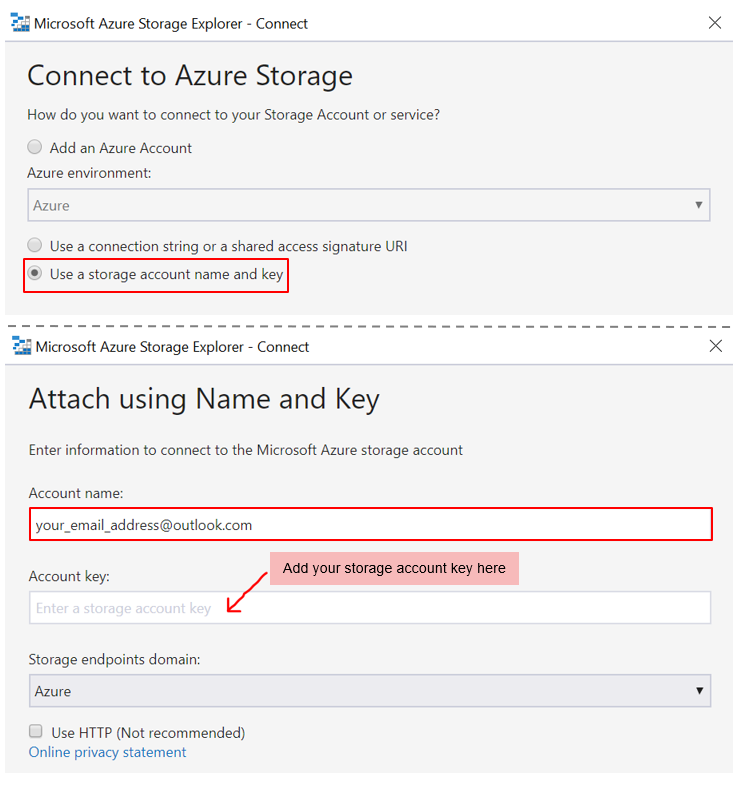 Microsoft Azure Storage Explorer - Connect
Connect to Azure Storage
How do you want to connect to your Storage Account or service?
Add an Azure Account
Azure environment:
Azure
Use a connection string or a shared access signature URI
Use a storage account name and key
Microsoft Azure Storage Explorer - Connect
Attach using Name and Key
Enter information to connect to the Microsoft Azure storage account
Account name:
your_email_address@outlook.com
Add your storage account key here
Account key:
Enter a storage account key
Storage endpoints domain:
Azure
Use HTTP (Not recommended)
Online privacy statement